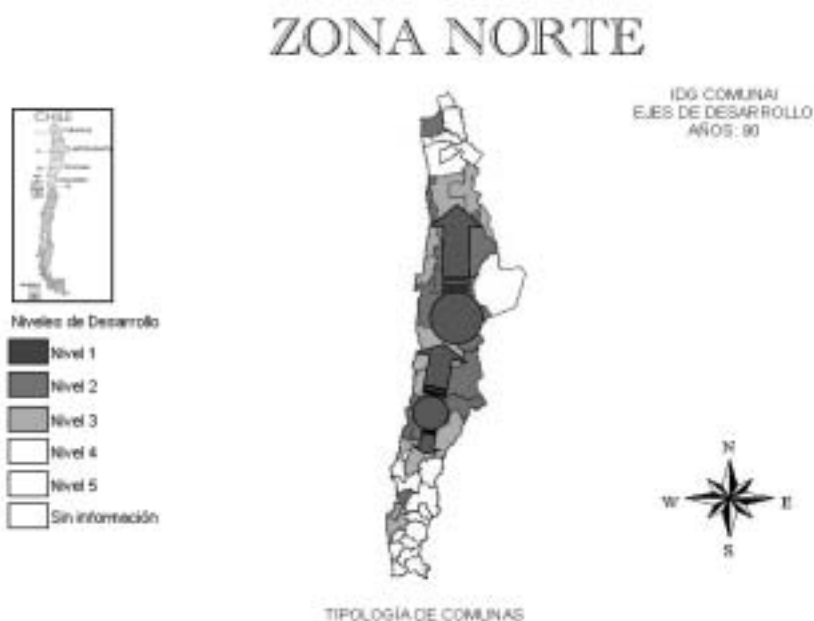 ZONA NORTE
IDG COMUNAl
EJES DE DESARROLLO
AÑOS: 90
CHILE
Niveles de Desarrollo
Nivel 1
Nivel 2
Nivel 3
Nivel 4
Nivel 5
Sin información
N
W
E
S
TIPOLOGÍA DE COMUNAS